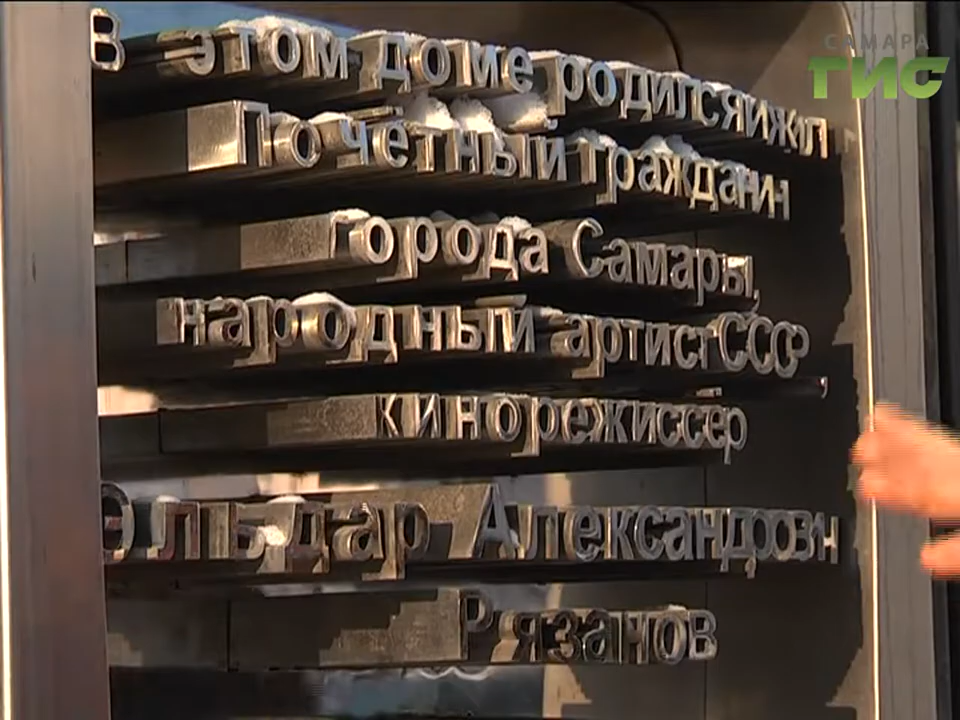 САМАРА
ГИС
В этом доме родился и жил
Почётный гражданин
города Самары,
народный артист СССР,
кинорежиссер
Эльдар Александрович
Рязанов